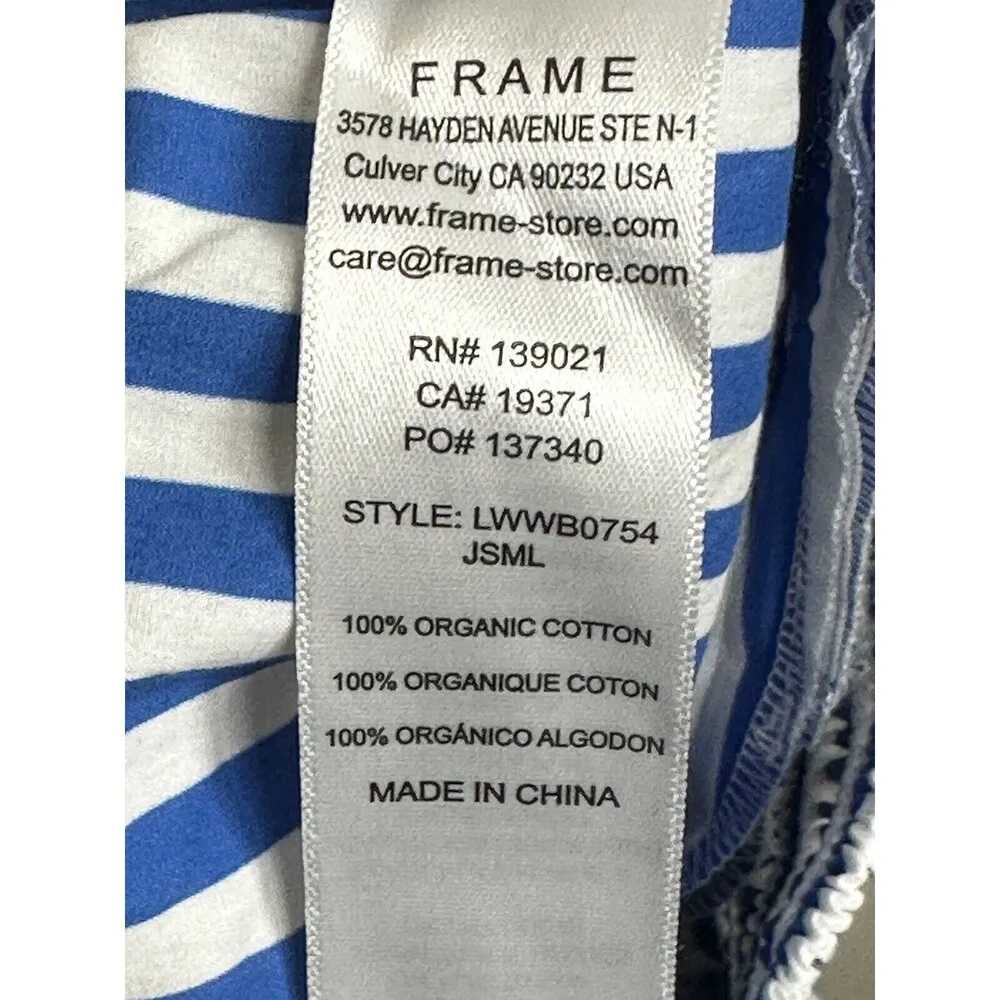 FRAME
3578 HAYDEN AVENUE STE N-1
Culver City CA 90232 USA
www.frame-store.com
care@frame-store.com
RN# 139021
CA# 19371
PO# 137340
STYLE: LWWB0754
JSML
100% ORGANIC COTTON
100% ORGANIQUE COTON
100% ORGÁNICO ALGODON
MADE IN CHINA